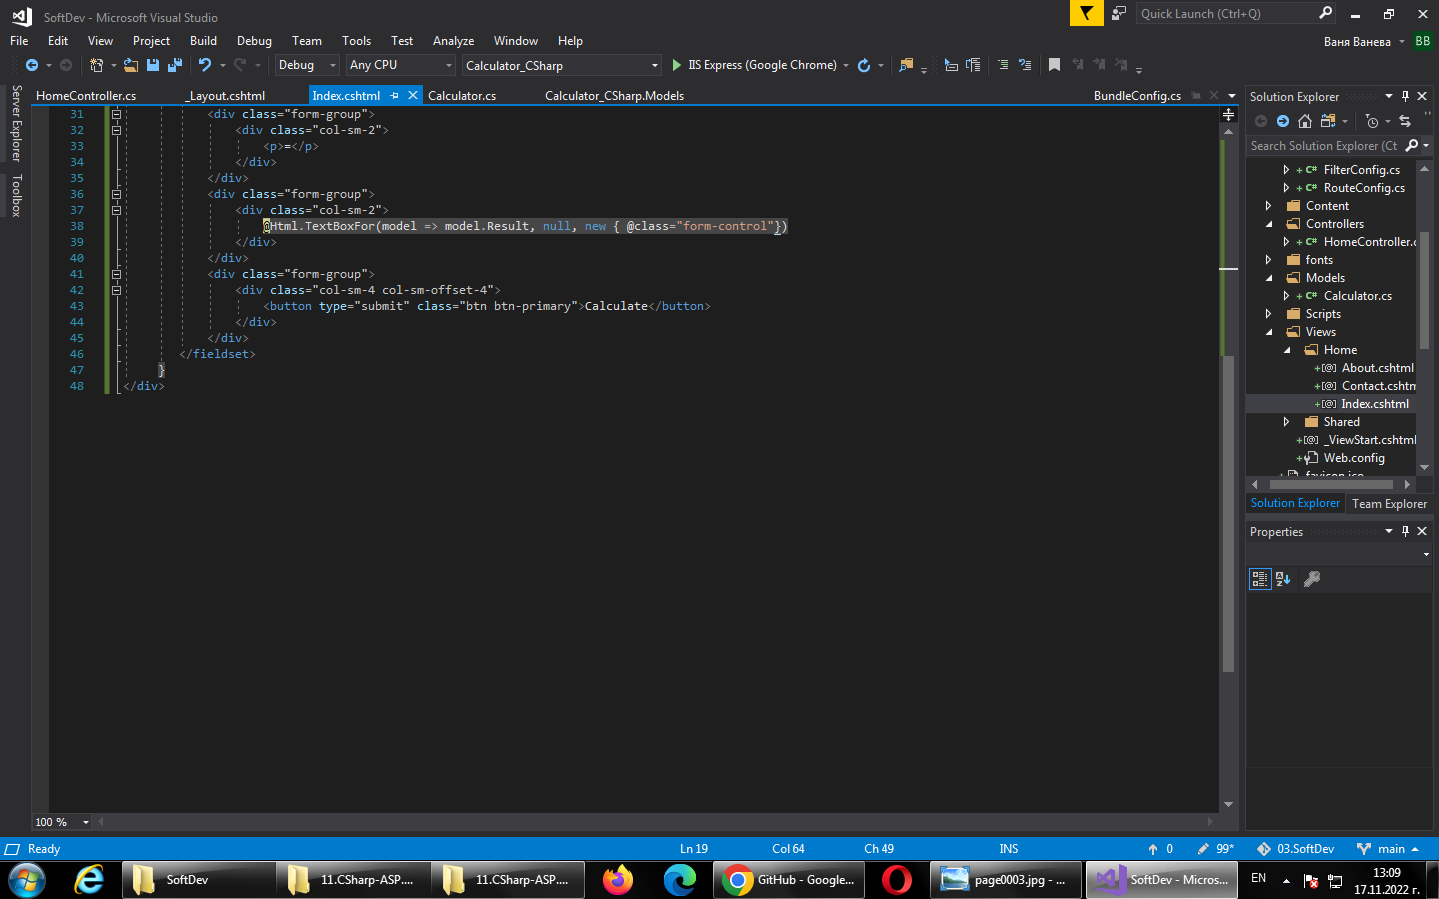 SoftDev - Microsoft Visual Studio
Quick Launch (Ctrl+Q)
File Edit View Project Build Debug Team Tools Test Analyze Window Help
Ваня Ванева BB
Debug Any CPU Calculator_CSharp IIS Express (Google Chrome)
Server Explorer
Toolbox
HomeController.cs _Layout.cshtml Index.cshtml Calculator.cs Calculator_CSharp.Models BundleConfig.cs
31 <div class="form-group">
32 <div class="col-sm-2">
33 <p>=</p>
34 </div>
35 </div>
36 <div class="form-group">
37 <div class="col-sm-2">
38 @Html.TextBoxFor(model => model.Result, null, new { @class="form-control"})
39 </div>
40 </div>
41 <div class="form-group">
42 <div class="col-sm-4 col-sm-offset-4">
43 <button type="submit" class="btn btn-primary">Calculate</button>
44 </div>
45 </div>
46 </fieldset>
47 }
48 </div>
100 %
Solution Explorer
Search Solution Explorer (Ct
FilterConfig.cs
RouteConfig.cs
Content
Controllers
HomeController.c
fonts
Models
Calculator.cs
Scripts
Views
Home
About.cshtml
Contact.cshtm
Index.cshtml
Shared
_ViewStart.cshtml
Web.config
favicon.ico
Solution Explorer Team Explorer
Properties
Ready Ln 19 Col 64 Ch 49 INS 0 99* 03.SoftDev main
SoftDev 11.CSharp-ASP.... 11.CSharp-ASP.... GitHub - Google... page0003.jpg - ... SoftDev - Micros... EN 13:09
17.11.2022 г.